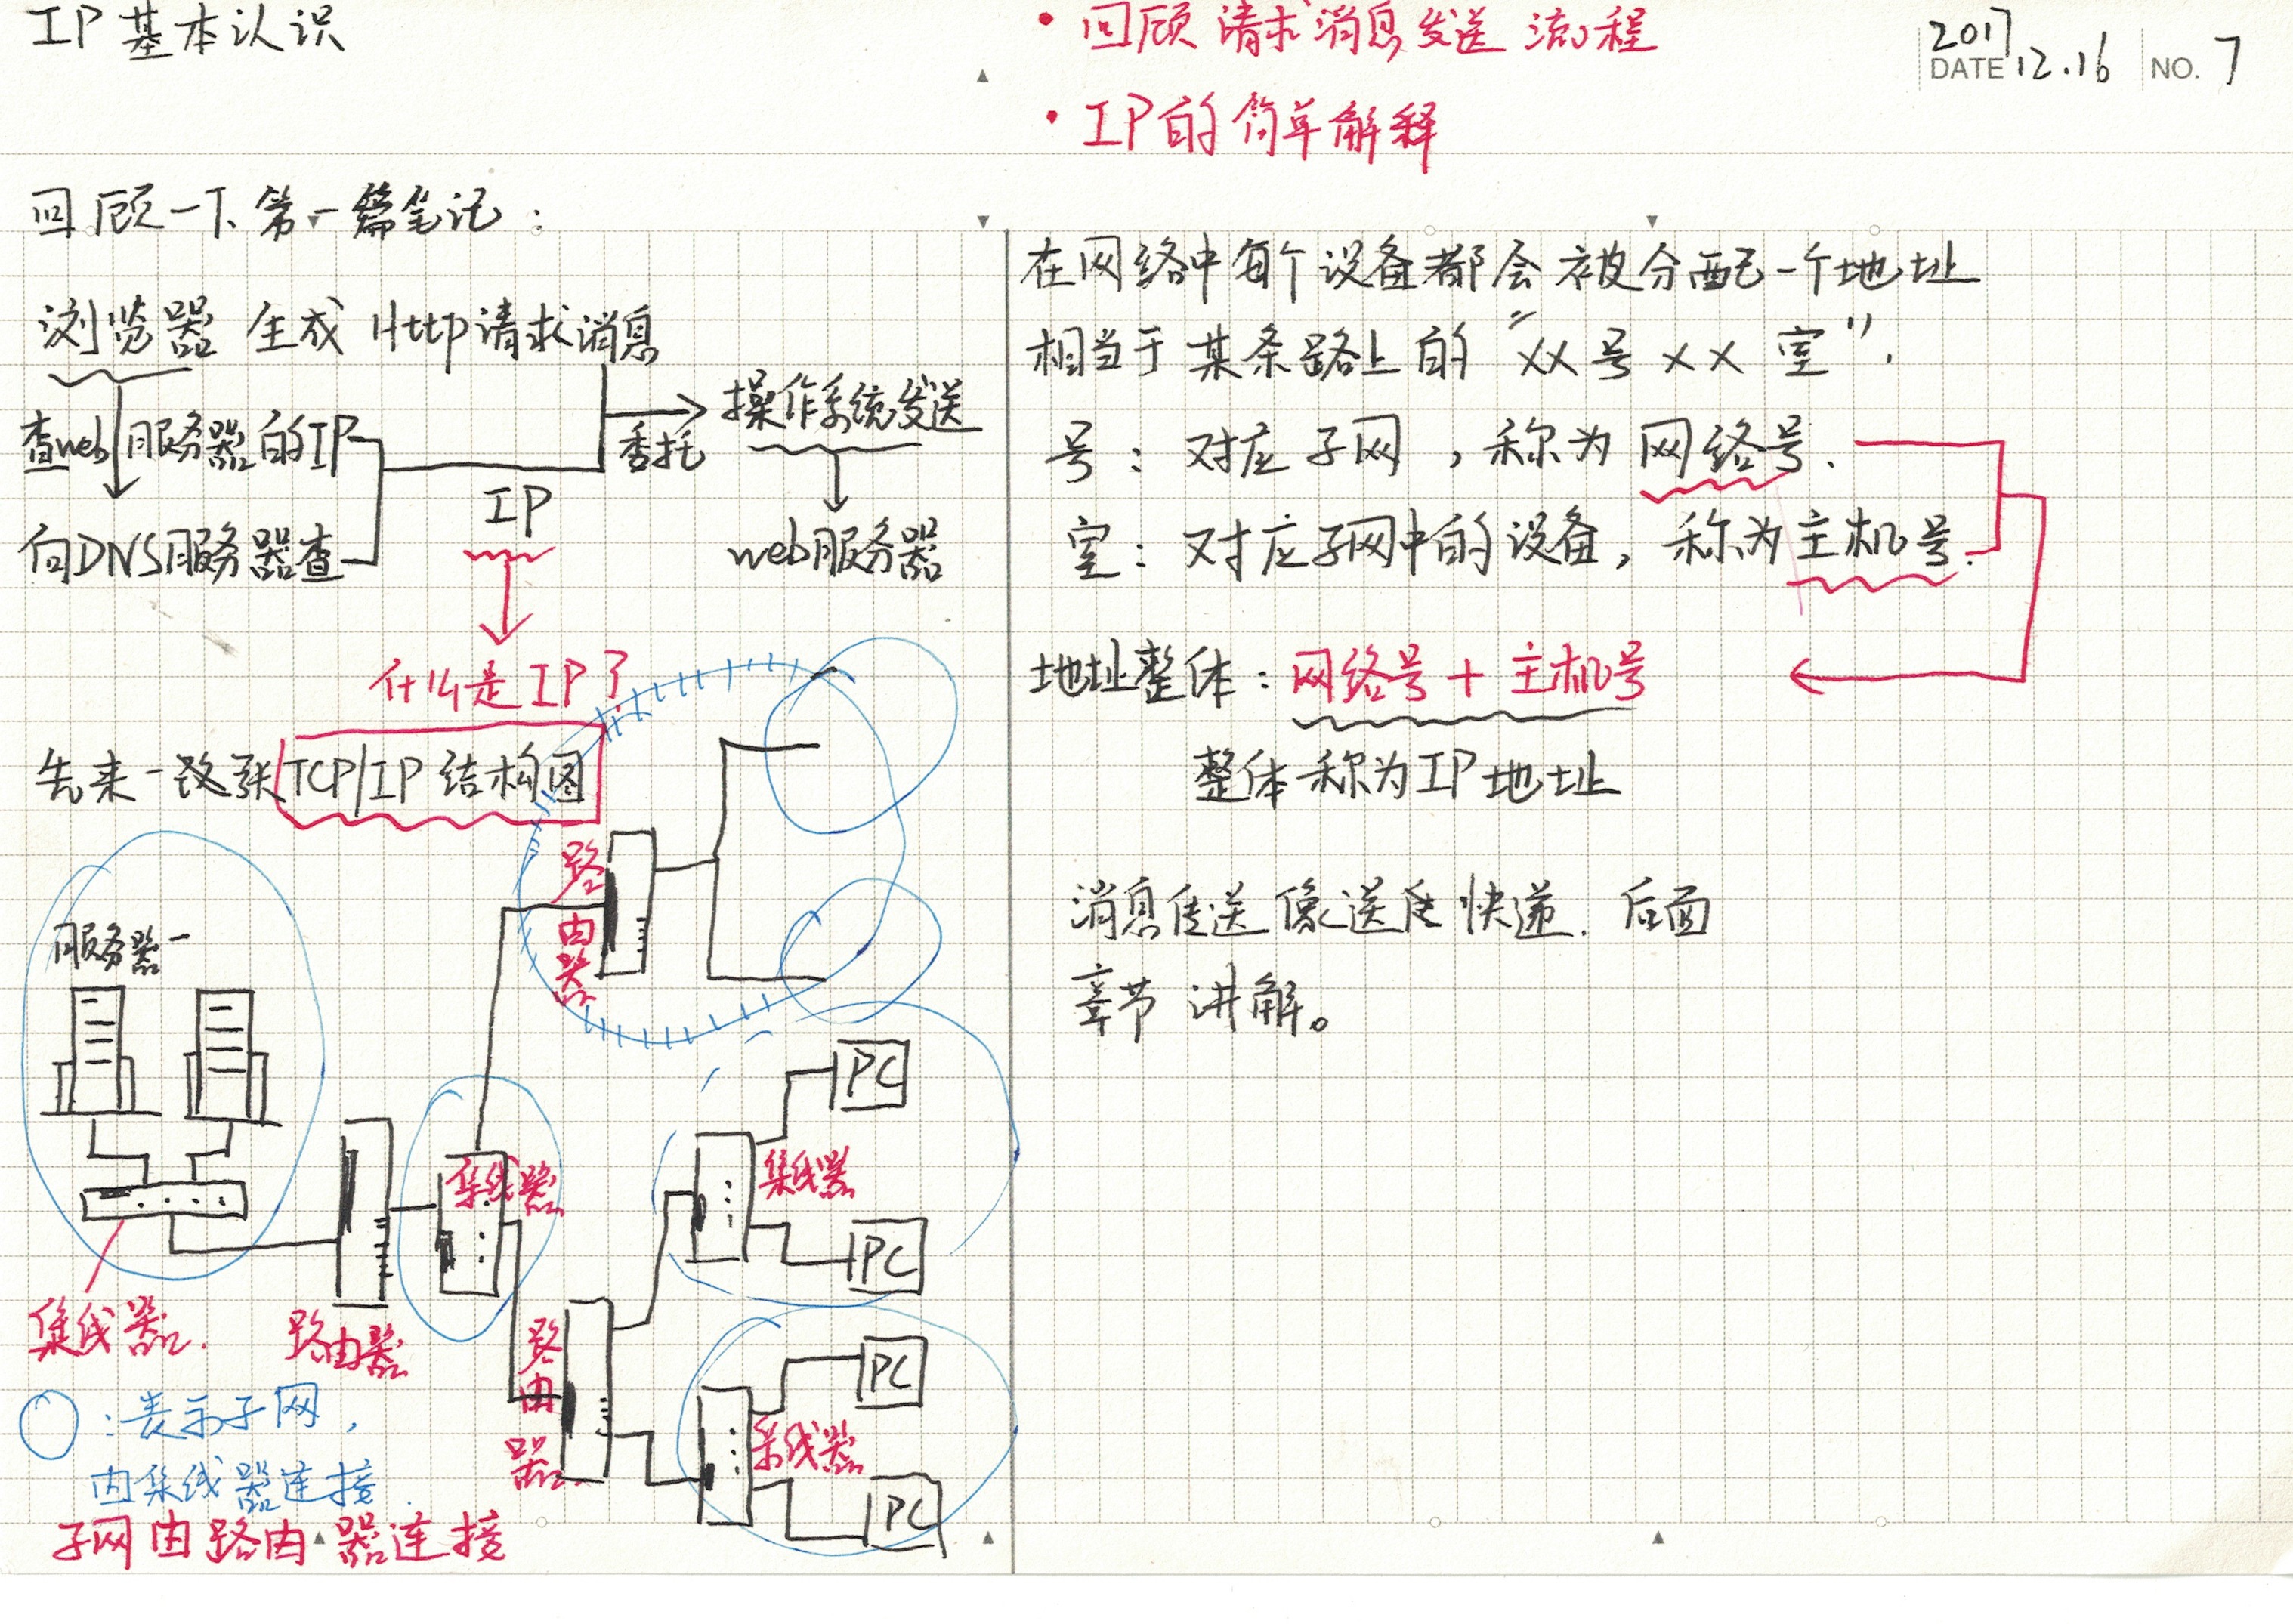 IP基本认识
• 回顾请求消息发送流程
• IP的简单解释
2017
DATE 12.16 NO. 7
回顾一下第一篇笔记:
浏览器 生成 Http请求消息
查web服务器的IP
向DNS服务器查
IP
委托
操作系统发送
web服务器
什么是IP?
先来一张TCP/IP结构图
路由器
服务器
集线器
PC
集线器
PC
集线器.
路由器
路由器
PC
集线器
PC
○:表示子网,
由集线器连接.
子网由路由器连接
在网络中每个设备都会被分配一个地址
相当于某条路上的"XX号XX室".
号:对应子网,称为网络号.
室:对应子网中的设备,称为主机号.
地址整体:网络号+主机号
整体称为IP地址
消息传送像送快递.后面
章节讲解。